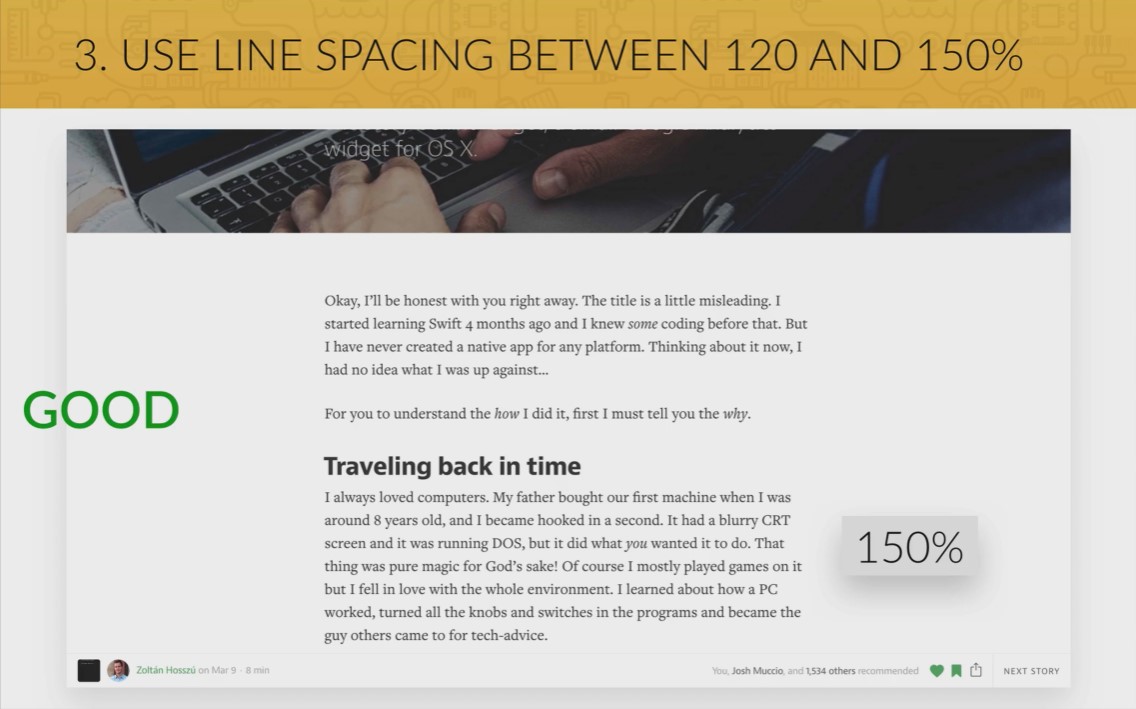 3. USE LINE SPACING BETWEEN 120 AND 150%
widget for OS X.
Okay, I'll be honest with you right away. The title is a little misleading. I
started learning Swift 4 months ago and I knew some coding before that. But
I have never created a native app for any platform. Thinking about it now, I
had no idea what I was up against...
GOOD
For you to understand the how I did it, first I must tell you the why.
Traveling back in time
I always loved computers. My father bought our first machine when I was
around 8 years old, and I became hooked in a second. It had a blurry CRT
screen and it was running DOS, but it did what you wanted it to do. That
150%
thing was pure magic for God's sake! Of course I mostly played games on it
but I fell in love with the whole environment. I learned about how a PC
worked, turned all the knobs and switches in the programs and became the
guy others came to for tech-advice.
Zoltán Hosszú on Mar 9 · 8 min
You, Josh Muccio, and 1,534 others recommended
NEXT STORY